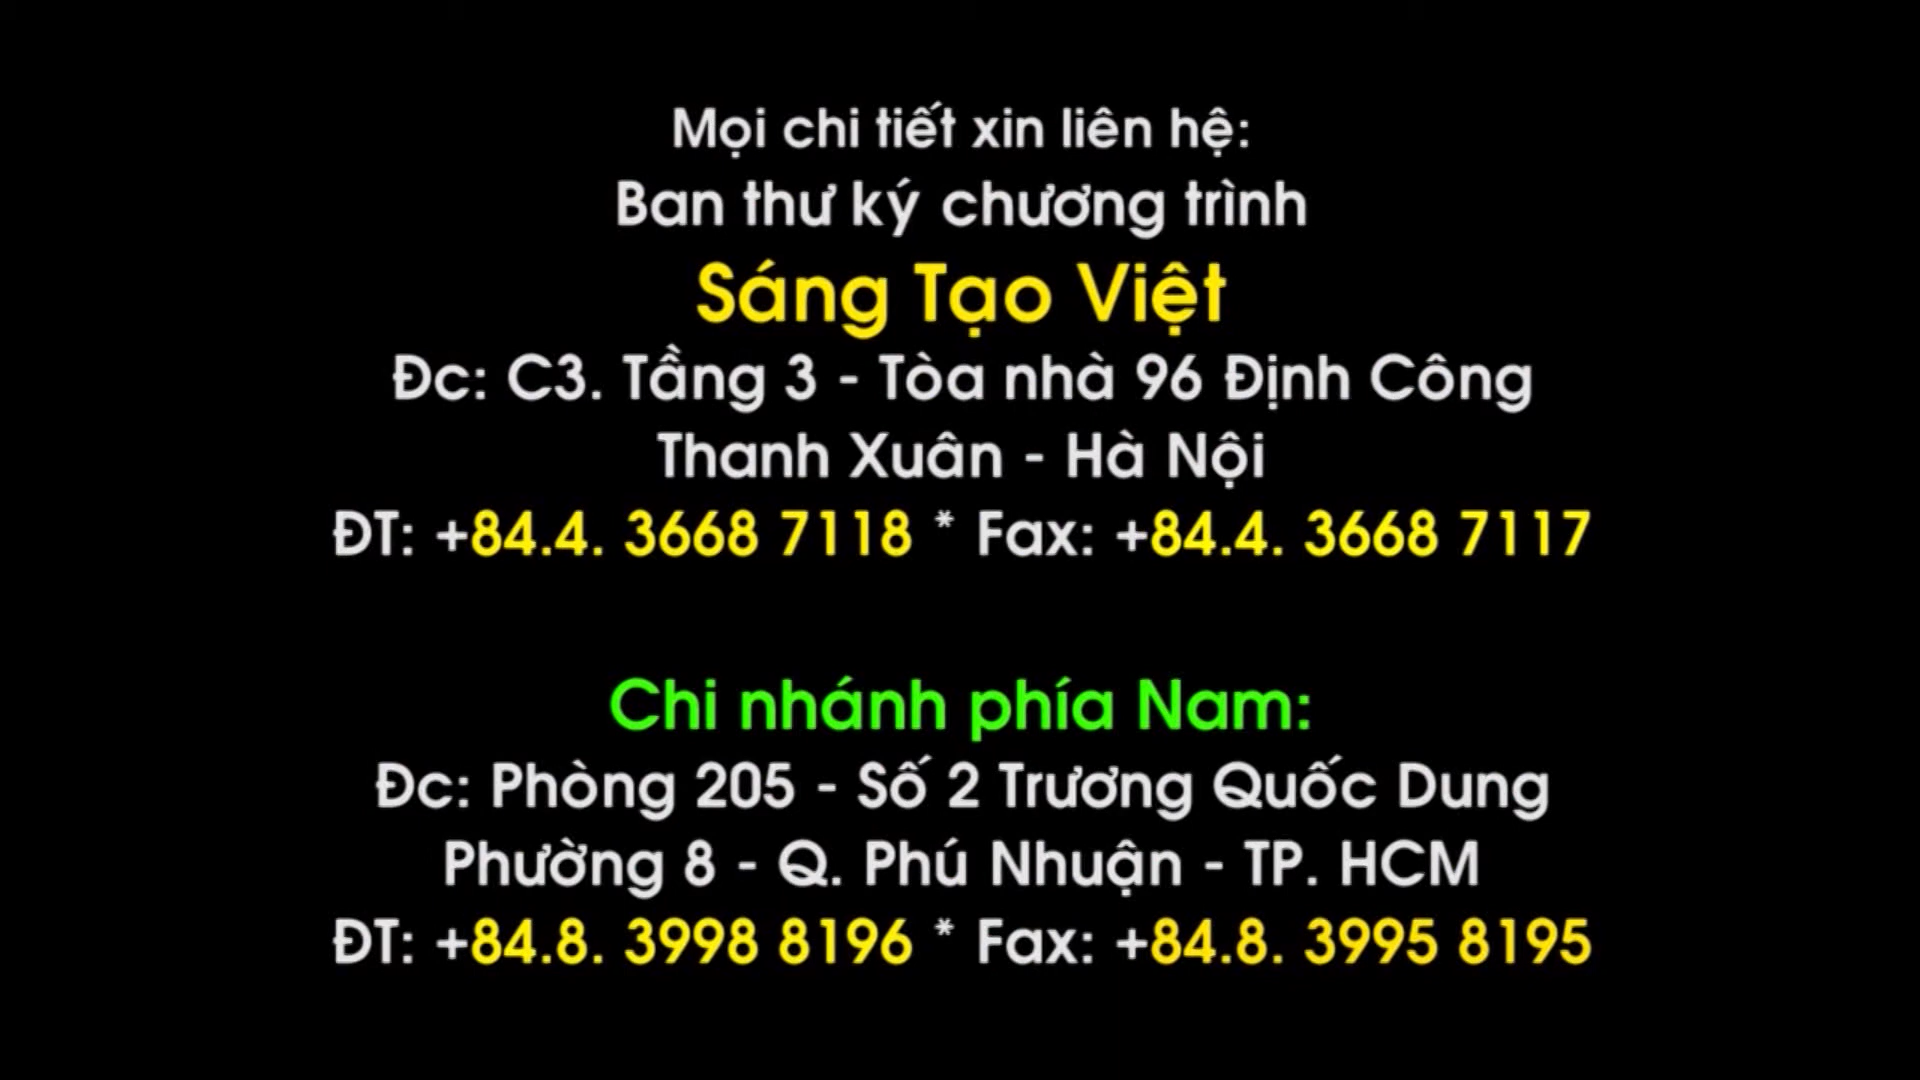 Mọi chi tiết xin liên hệ:
Ban thư ký chương trình
Sáng Tạo Việt
Đc: C3. Tầng 3 - Tòa nhà 96 Định Công
Thanh Xuân - Hà Nội
ĐT: +84.4. 3668 7118 * Fax: +84.4. 3668 7117
Chi nhánh phía Nam:
Đc: Phòng 205 - Số 2 Trương Quốc Dung
Phường 8 - Q. Phú Nhuận - TP. HCM
ĐT: +84.8. 3998 8196 * Fax: +84.8. 3995 8195